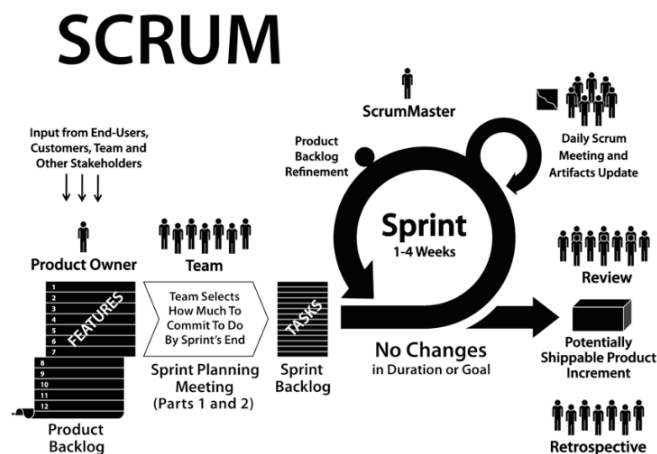 SCRUM
Input from End-Users,
Customers, Team and
Other Stakeholders
Product Owner
Team
1
2
3
4
5
6
7
8
9
10
11
12
FEATURES
Product
Backlog
Team Selects
How Much To
Commit To Do
By Sprint's End
Sprint Planning
Meeting
(Parts 1 and 2)
TASKS
Sprint
Backlog
ScrumMaster
Product
Backlog
Refinement
Sprint
1-4 Weeks
No Changes
in Duration or Goal
Daily Scrum
Meeting and
Artifacts Update
Review
Potentially
Shippable Product
Increment
Retrospective